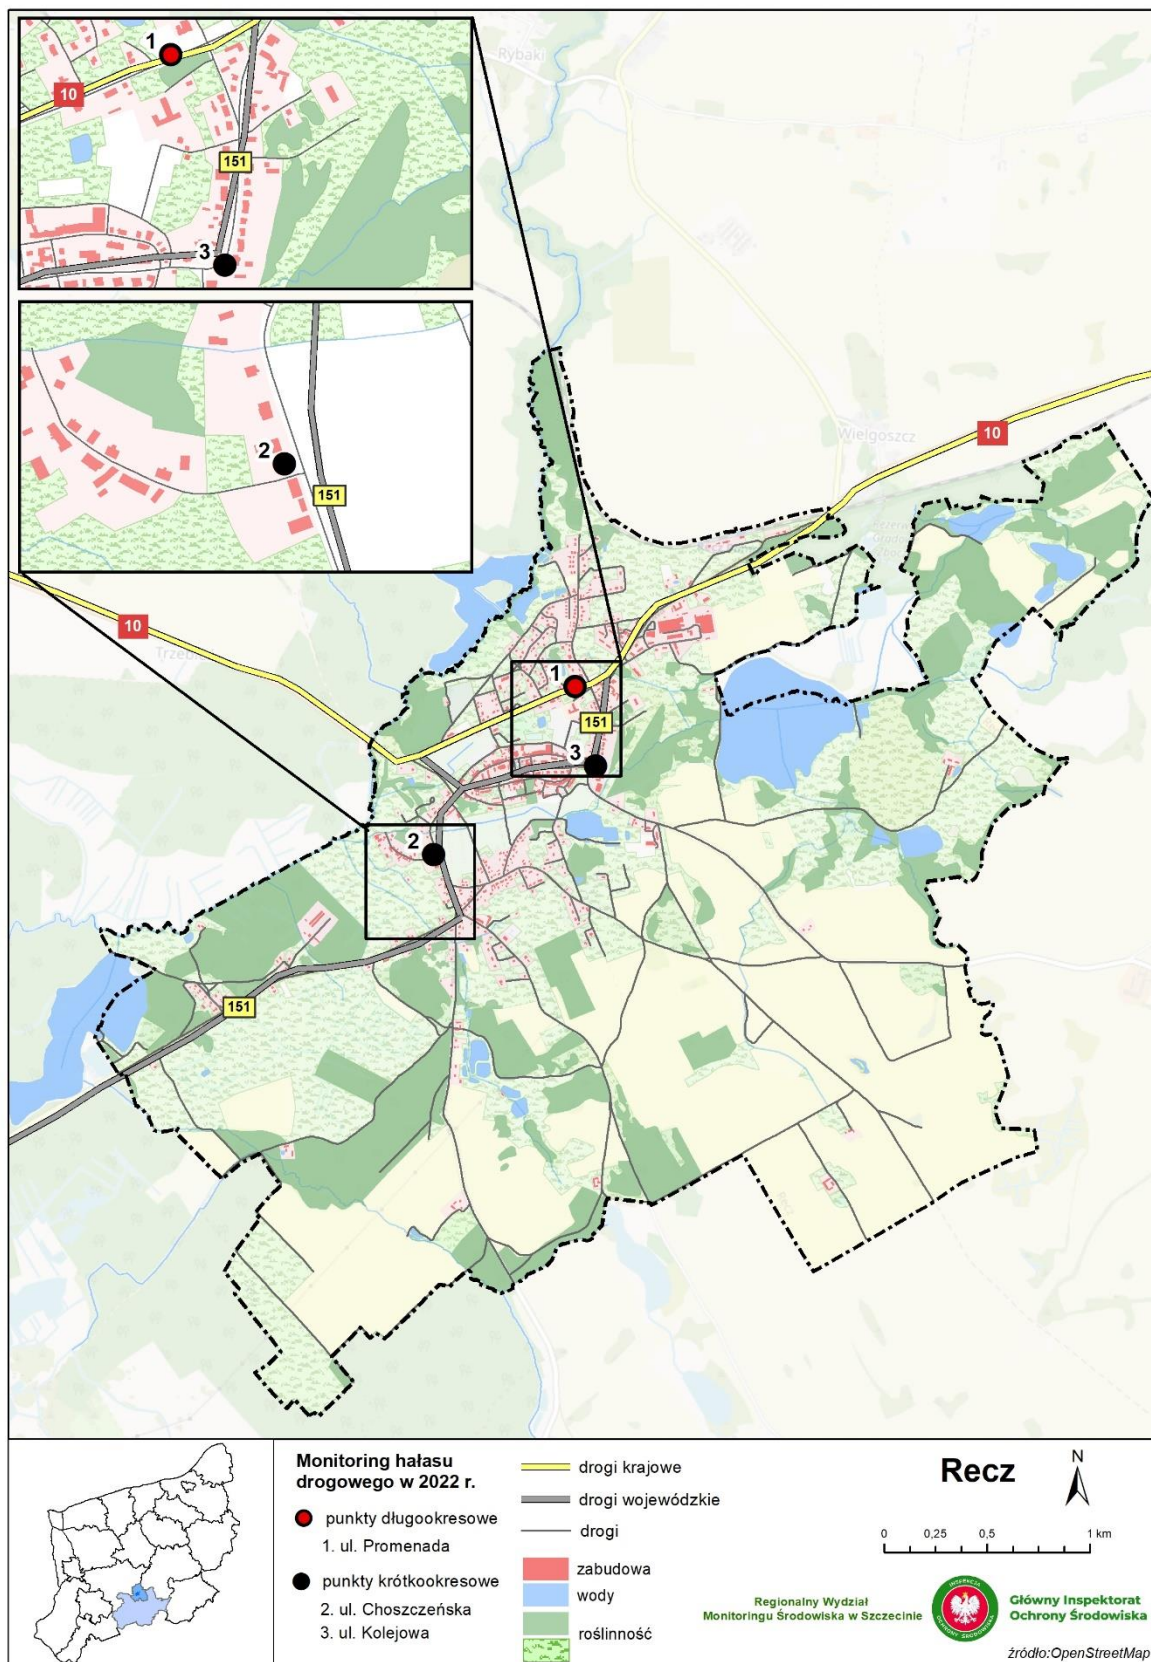 1
10
151
3
2
151
Rybaki
Wielgoszcz
10
10
1
151
3
2
151
Monitoring hałasu
drogowego w 2022 r.
punkty długookresowe
1. ul. Promenada
punkty krótkookresowe
2. ul. Choszczeńska
3. ul. Kolejowa
drogi krajowe
drogi wojewódzkie
drogi
zabudowa
wody
roślinność
Recz
N
0 0,25 0,5 1 km
Regionalny Wydział
Monitoringu Środowiska w Szczecinie
INSPEKCJA
OCHRONY ŚRODOWISKA
Główny Inspektorat
Ochrony Środowiska
źródło:OpenStreetMap